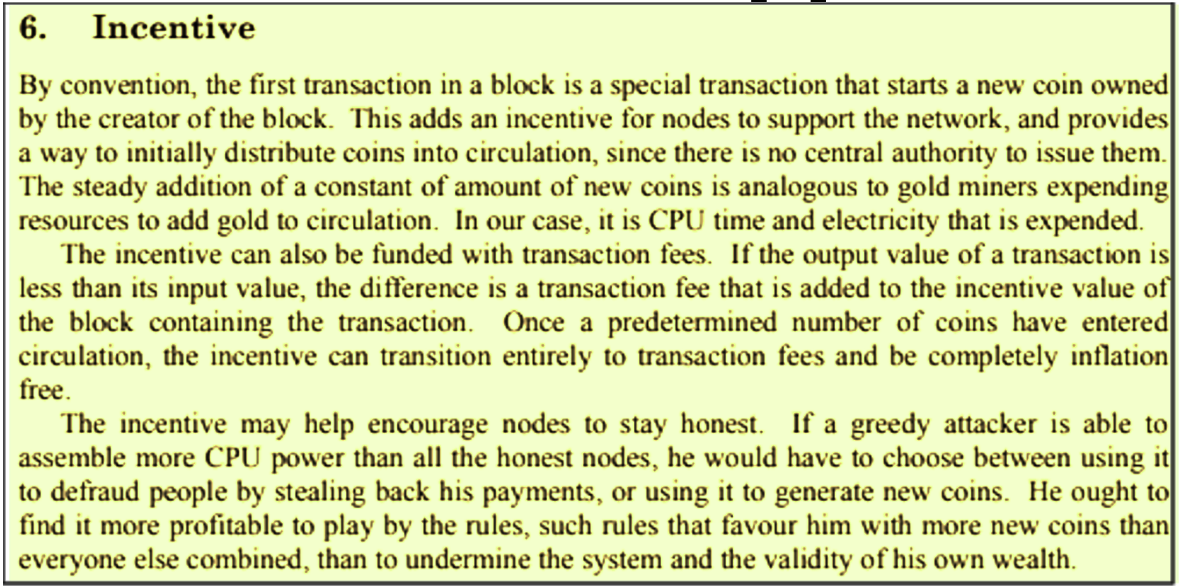 6. Incentive
By convention, the first transaction in a block is a special transaction that starts a new coin owned
by the creator of the block. This adds an incentive for nodes to support the network, and provides
a way to initially distribute coins into circulation, since there is no central authority to issue them.
The steady addition of a constant of amount of new coins is analogous to gold miners expending
resources to add gold to circulation. In our case, it is CPU time and electricity that is expended.
The incentive can also be funded with transaction fees. If the output value of a transaction is
less than its input value, the difference is a transaction fee that is added to the incentive value of
the block containing the transaction. Once a predetermined number of coins have entered
circulation, the incentive can transition entirely to transaction fees and be completely inflation
free.
The incentive may help encourage nodes to stay honest. If a greedy attacker is able to
assemble more CPU power than all the honest nodes, he would have to choose between using it
to defraud people by stealing back his payments, or using it to generate new coins. He ought to
find it more profitable to play by the rules, such rules that favour him with more new coins than
everyone else combined, than to undermine the system and the validity of his own wealth.